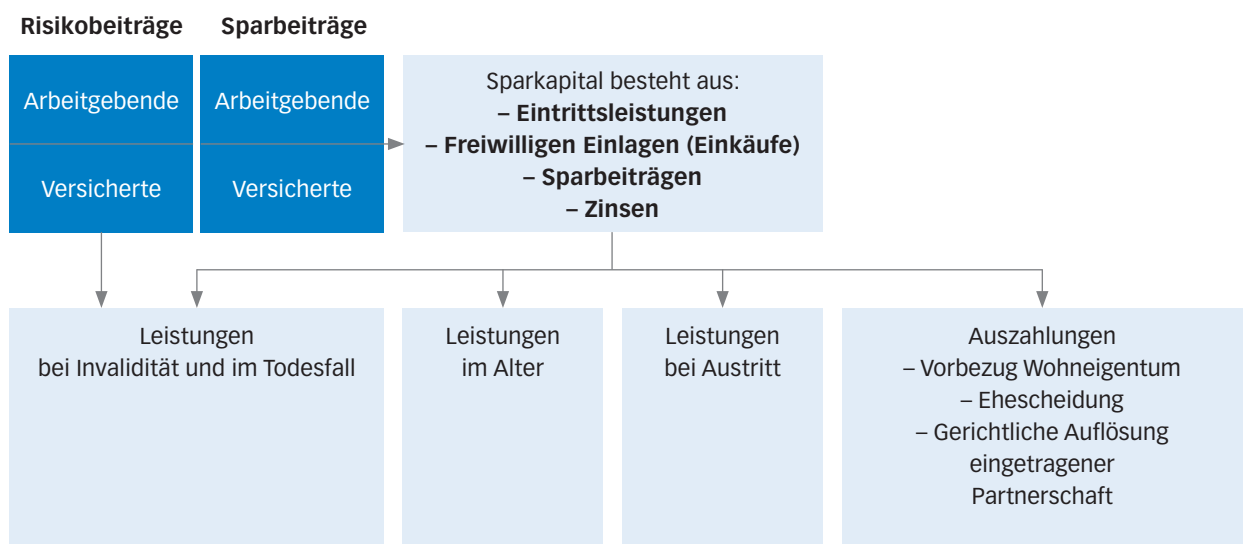 Risikobeiträge
Sparbeiträge
Arbeitgebende
Versicherte
Arbeitgebende
Versicherte
Sparkapital besteht aus:
– Eintrittsleistungen
– Freiwilligen Einlagen (Einkäufe)
– Sparbeiträgen
– Zinsen
Leistungen
bei Invalidität und im Todesfall
Leistungen
im Alter
Leistungen
bei Austritt
Auszahlungen
– Vorbezug Wohneigentum
– Ehescheidung
– Gerichtliche Auflösung
eingetragener
Partnerschaft